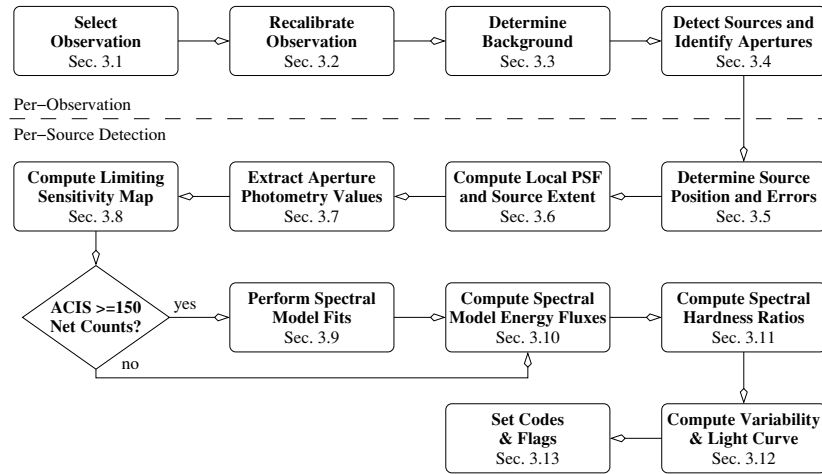 Select
Observation
Sec. 3.1
Recalibrate
Observation
Sec. 3.2
Determine
Background
Sec. 3.3
Detect Sources and
Identify Apertures
Sec. 3.4
Per−Observation
Per−Source Detection
Determine Source
Position and Errors
Sec. 3.5
Compute Local PSF
and Source Extent
Sec. 3.6
Extract Aperture
Photometry Values
Sec. 3.7
Compute Limiting
Sensitivity Map
Sec. 3.8
ACIS >=150
Net Counts?
yes
no
Perform Spectral
Model Fits
Sec. 3.9
Compute Spectral
Model Energy Fluxes
Sec. 3.10
Compute Spectral
Hardness Ratios
Sec. 3.11
Compute Variability
& Light Curve
Sec. 3.12
Set Codes
& Flags
Sec. 3.13